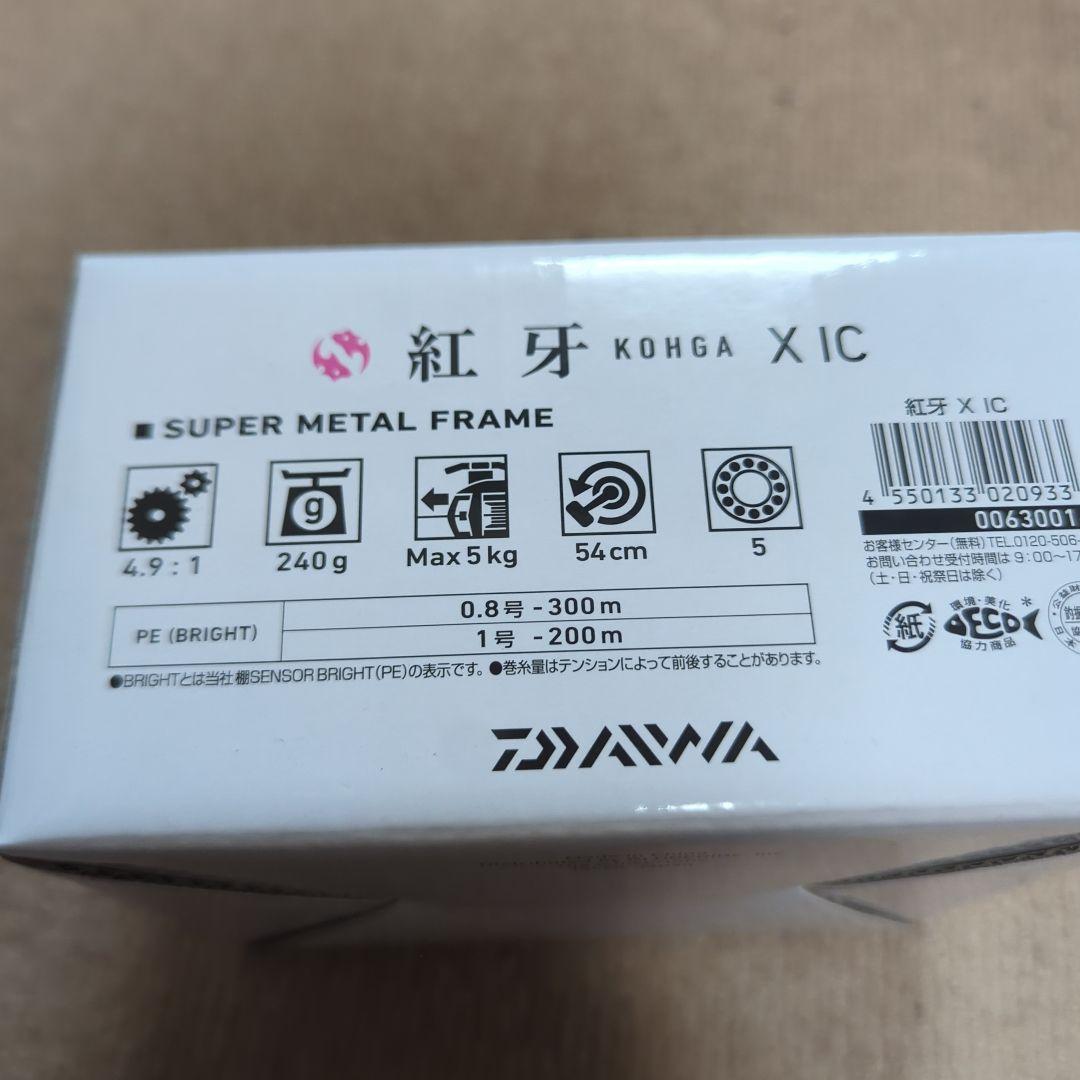 紅牙 KOHGA X IC
■ SUPER METAL FRAME
g
4.9 : 1
240g
Max 5kg
54cm
5
PE (BRIGHT)
0.8号 -300m
1号 -200m
●BRIGHTとは当社 棚SENSOR BRIGHT(PE)の表示です。 ●巻糸量はテンションによって前後することがあります。
DAIWA
紅牙 X IC
4 550133 020933
0063001
お客様センター(無料)TEL.0120-506-
お問い合わせ受付時間は 9:00~17
(土・日・祝祭日は除く)
紙
環境・美化
ECO
協力商品